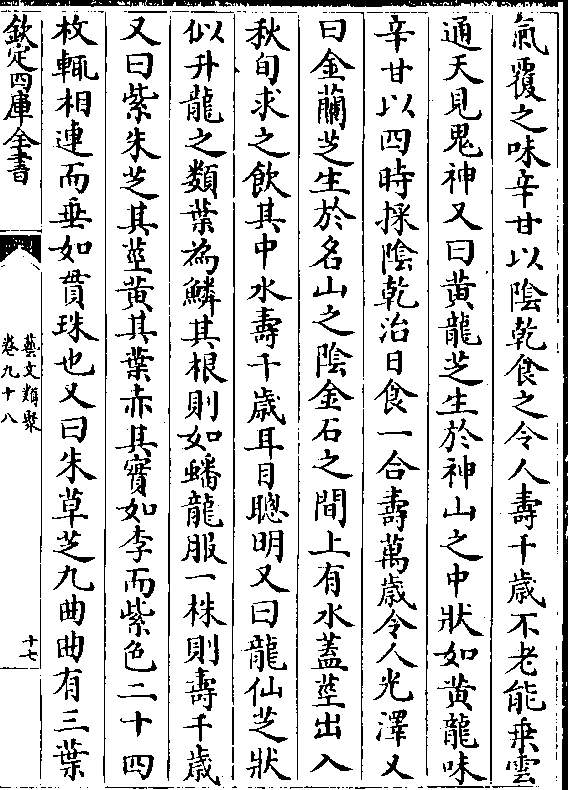 氣覆之味辛甘以陰乾食之令人壽千歳不老能乗雲
通天見鬼神又曰黄龍芝生於神山之中狀如黄龍味
辛甘以四時採陰乾治日食一合壽萬歳令人光澤又
曰金蘭芝生於名山之陰金石之間上有水蓋莖出入
秋旬求之飲其中水壽千歳耳目聰明又曰龍仙芝狀
似升龍之類葉為鱗其根則如蟠龍服一株則壽千歳
又曰紫朱芝其莖黄其葉赤其實如李而紫色二十四
枚輒相連而垂如貫珠也又曰朱草芝九曲曲有三葉
欽定四庫全書
藝文類聚
卷九十八
十七